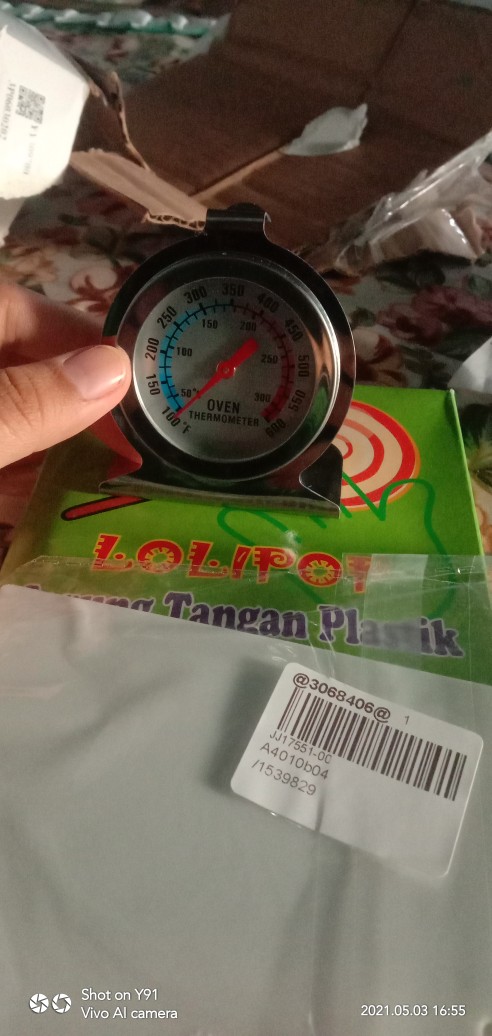 100 150 200 250 300 350 400 450 500 550 600
°F
50 100 150 200 250 300
OVEN
THERMOMETER
LOLIPOP
Sarung Tangan Plastik
@3068406@ 1
JJ17551-00
A4010b04
/1539829
Shot on Y91
Vivo AI camera
2021.05.03 16:55